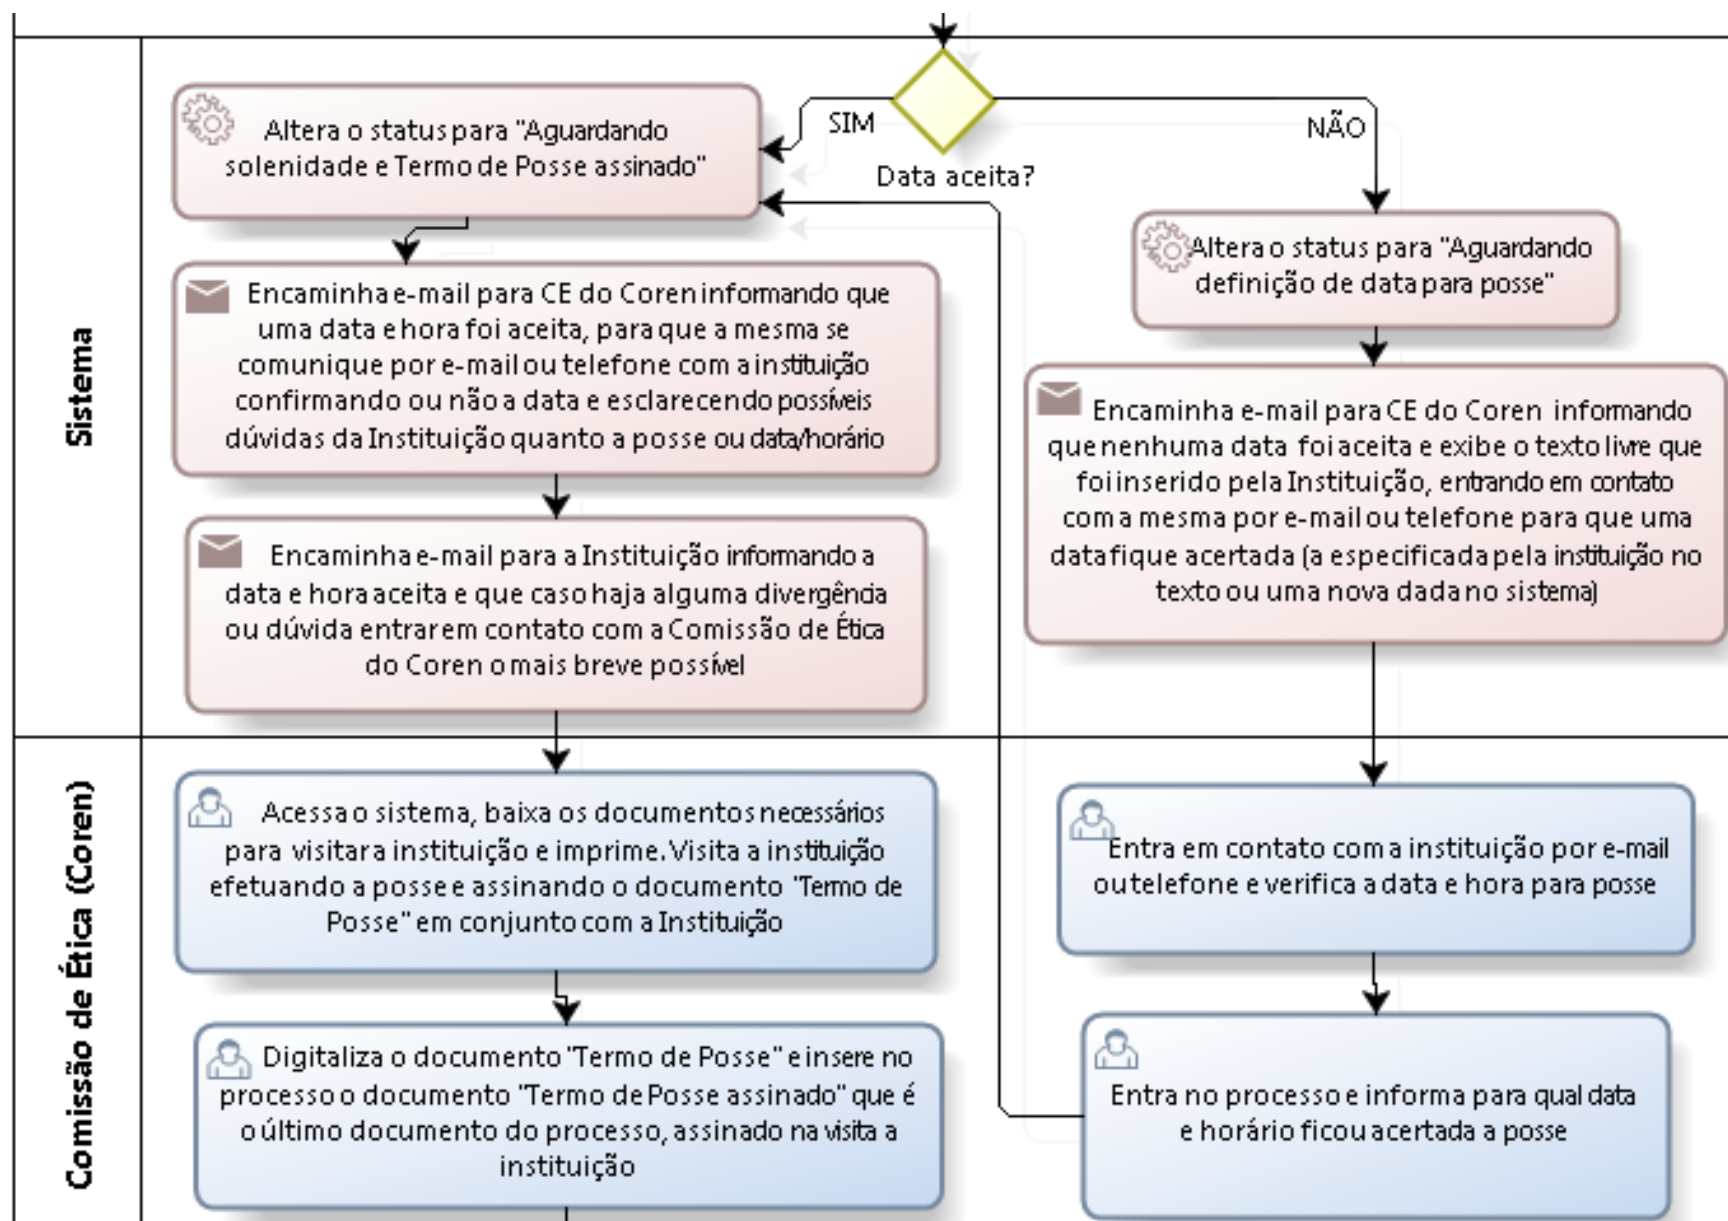 Sistema
SIM
NÃO
Data aceita?
Altera o status para "Aguardando
solenidade e Termo de Posse assinado"
Encaminha e-mail para CE do Coren informando que
uma data e hora foi aceita, para que a mesma se
comunique por e-mail ou telefone com a instituição
confirmando ou não a data e esclarecendo possíveis
dúvidas da Instituição quanto a posse ou data/horário
Encaminha e-mail para a Instituição informando a
data e hora aceita e que caso haja alguma divergência
ou dúvida entrar em contato com a Comissão de Ética
do Coren o mais breve possível
Altera o status para "Aguardando
definição de data para posse"
Encaminha e-mail para CE do Coren informando
que nenhuma data foi aceita e exibe o texto livre que
foi inserido pela Instituição, entrando em contato
com a mesma por e-mail ou telefone para que uma
data fique acertada (a especificada pela instituição no
texto ou uma nova dada no sistema)
Comissão de Ética (Coren)
Acessa o sistema, baixa os documentos necessários
para visitar a instituição e imprime. Visita a instituição
efetuando a posse e assinando o documento "Termo de
Posse" em conjunto com a Instituição
Digitaliza o documento "Termo de Posse" e insere no
processo o documento "Termo de Posse assinado" que é
o último documento do processo, assinado na visita a
instituição
Entra em contato com a instituição por e-mail
ou telefone e verifica a data e hora para posse
Entra no processo e informa para qual data
e horário ficou acertada a posse